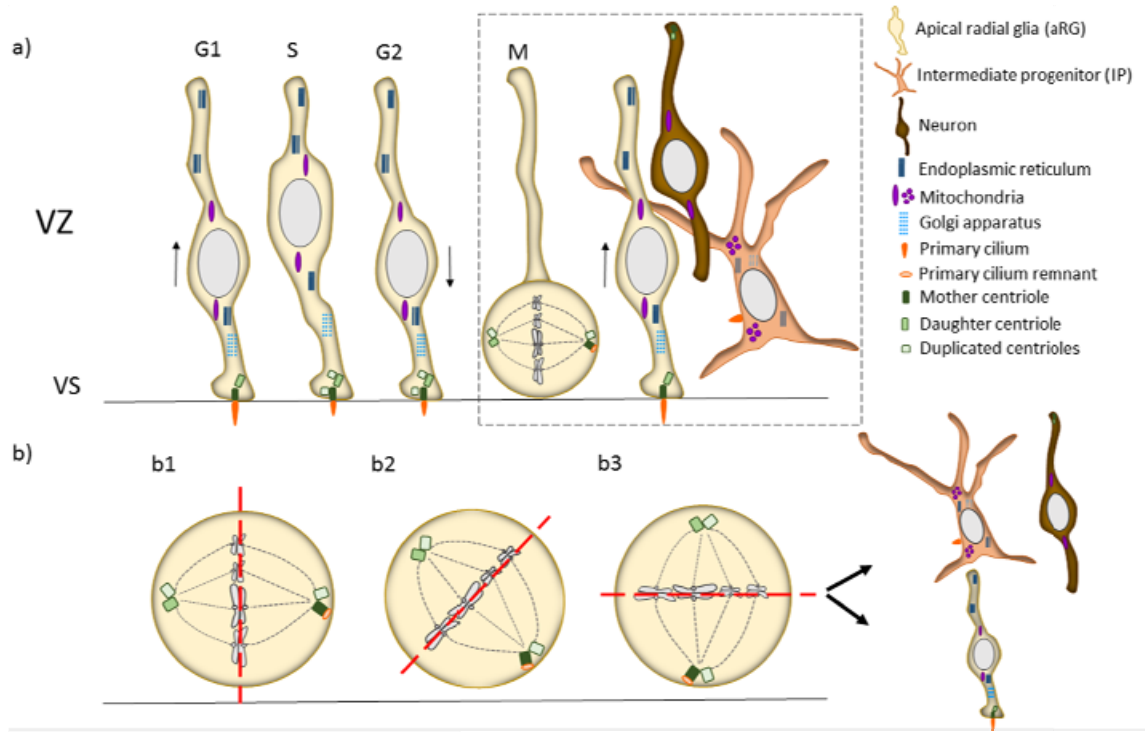 a)
G1
S
G2
M
VZ
VS
Apical radial glia (aRG)
Intermediate progenitor (IP)
Neuron
Endoplasmic reticulum
Mitochondria
Golgi apparatus
Primary cilium
Primary cilium remnant
Mother centriole
Daughter centriole
Duplicated centrioles
b)
b1
b2
b3